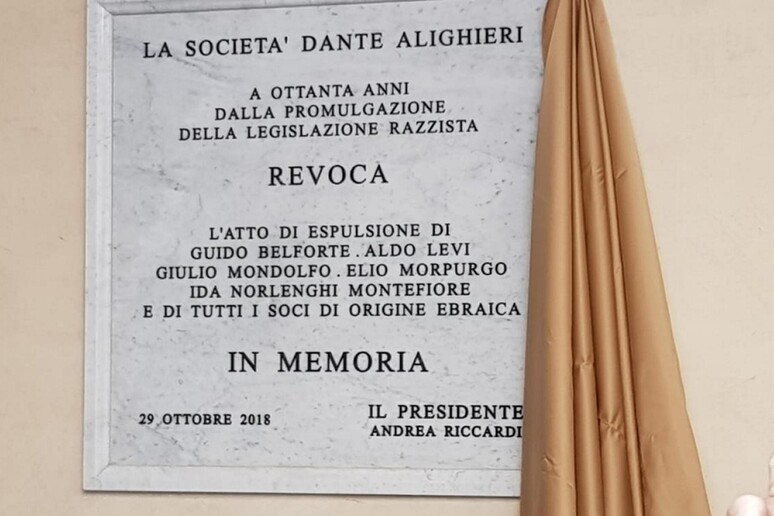 LA SOCIETA' DANTE ALIGHIERI
A OTTANTA ANNI
DALLA PROMULGAZIONE
DELLA LEGISLAZIONE RAZZISTA
REVOCA
L'ATTO DI ESPULSIONE DI
GUIDO BELFORTE . ALDO LEVI
GIULIO MONDOLFO . ELIO MORPURGO
IDA NORLENGHI MONTEFIORE
E DI TUTTI I SOCI DI ORIGINE EBRAICA
IN MEMORIA
29 OTTOBRE 2018
IL PRESIDENTE
ANDREA RICCARDI